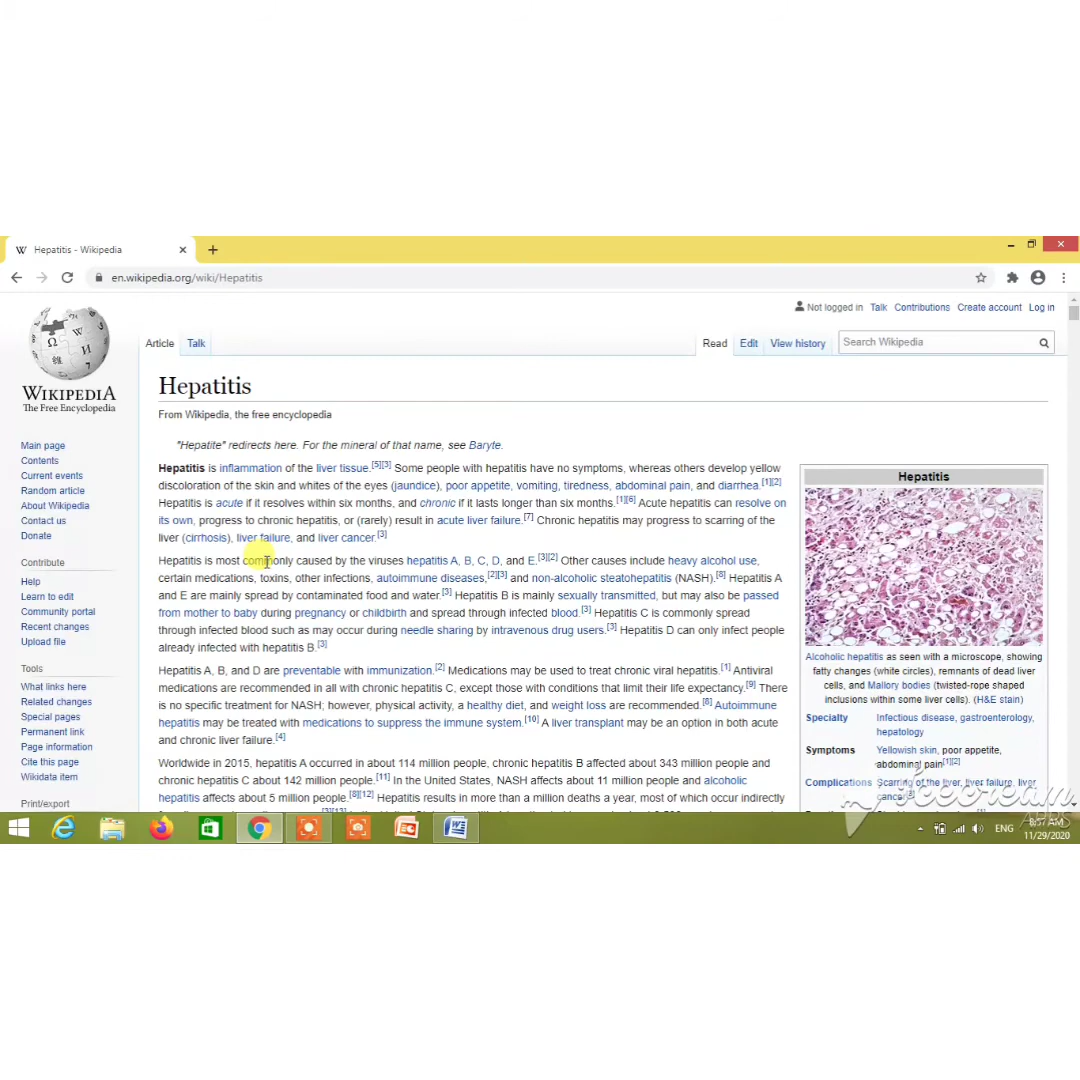 Hepatitis - Wikipedia
en.wikipedia.org/wiki/Hepatitis
Not logged in Talk Contributions Create account Log in
Article Talk Read Edit View history Search Wikipedia
WIKIPEDIA
The Free Encyclopedia
Main page
Contents
Current events
Random article
About Wikipedia
Contact us
Donate
Contribute
Help
Learn to edit
Community portal
Recent changes
Upload file
Tools
What links here
Related changes
Special pages
Permanent link
Page information
Cite this page
Wikidata item
Print/export
Hepatitis
From Wikipedia, the free encyclopedia
"Hepatite" redirects here. For the mineral of that name, see Baryte.
Hepatitis is inflammation of the liver tissue.[5][3] Some people with hepatitis have no symptoms, whereas others develop yellow
discoloration of the skin and whites of the eyes (jaundice), poor appetite, vomiting, tiredness, abdominal pain, and diarrhea.[1][2]
Hepatitis is acute if it resolves within six months, and chronic if it lasts longer than six months.[1][6] Acute hepatitis can resolve on
its own, progress to chronic hepatitis, or (rarely) result in acute liver failure.[7] Chronic hepatitis may progress to scarring of the
liver (cirrhosis), liver failure, and liver cancer.[3]
Hepatitis is most commonly caused by the viruses hepatitis A, B, C, D, and E.[3][2] Other causes include heavy alcohol use,
certain medications, toxins, other infections, autoimmune diseases,[2][3] and non-alcoholic steatohepatitis (NASH).[8] Hepatitis A
and E are mainly spread by contaminated food and water.[3] Hepatitis B is mainly sexually transmitted, but may also be passed
from mother to baby during pregnancy or childbirth and spread through infected blood.[3] Hepatitis C is commonly spread
through infected blood such as may occur during needle sharing by intravenous drug users.[3] Hepatitis D can only infect people
already infected with hepatitis B.[3]
Hepatitis A, B, and D are preventable with immunization.[2] Medications may be used to treat chronic viral hepatitis.[1] Antiviral
medications are recommended in all with chronic hepatitis C, except those with conditions that limit their life expectancy.[9] There
is no specific treatment for NASH; however, physical activity, a healthy diet, and weight loss are recommended.[8] Autoimmune
hepatitis may be treated with medications to suppress the immune system.[10] A liver transplant may be an option in both acute
and chronic liver failure.[4]
Worldwide in 2015, hepatitis A occurred in about 114 million people, chronic hepatitis B affected about 343 million people and
chronic hepatitis C about 142 million people.[11] In the United States, NASH affects about 11 million people and alcoholic
hepatitis affects about 5 million people.[8][12] Hepatitis results in more than a million deaths a year, most of which occur indirectly
Hepatitis
Alcoholic hepatitis as seen with a microscope, showing
fatty changes (white circles), remnants of dead liver
cells, and Mallory bodies (twisted-rope shaped
inclusions within some liver cells). (H&E stain)
Specialty Infectious disease, gastroenterology,
hepatology
Symptoms Yellowish skin, poor appetite,
abdominal pain[1][2]
Complications Scarring of the liver, liver failure, liver
cancer
Icecream
APPS
ENG
8:57 AM
11/29/2020